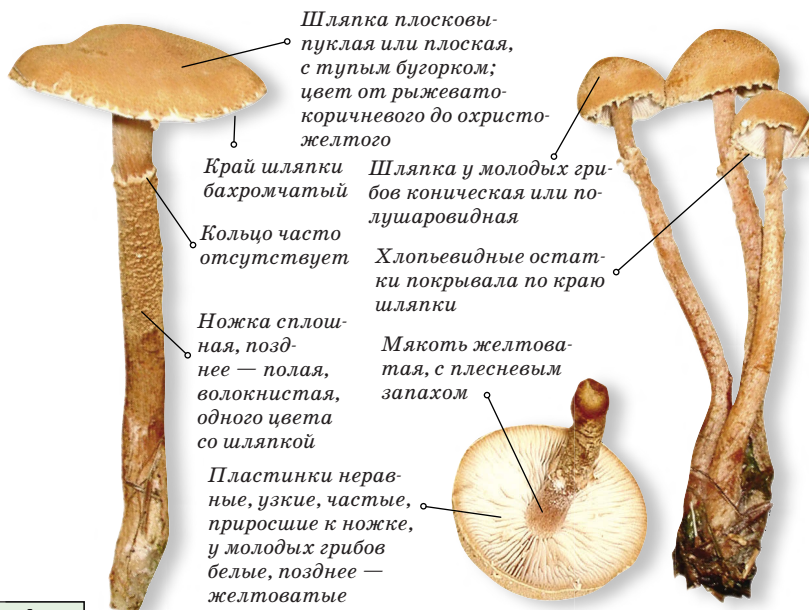 Шляпка плосковы-
пуклая или плоская,
с тупым бугорком;
цвет от рыжевато-
коричневого до охристо-
желтого
Край шляпки
бахромчатый
Шляпка у молодых гри-
бов коническая или по-
лушаровидная
Кольцо часто
отсутствует
Хлопьевидные остат-
ки покрывала по краю
шляпки
Ножка сплош-
ная, позд-
нее — полая,
волокнистая,
одного цвета
со шляпкой
Мякоть желтова-
тая, с плесневым
запахом
Пластинки нерав-
ные, узкие, частые,
приросшие к ножке,
у молодых грибов
белые, позднее —
желтоватые